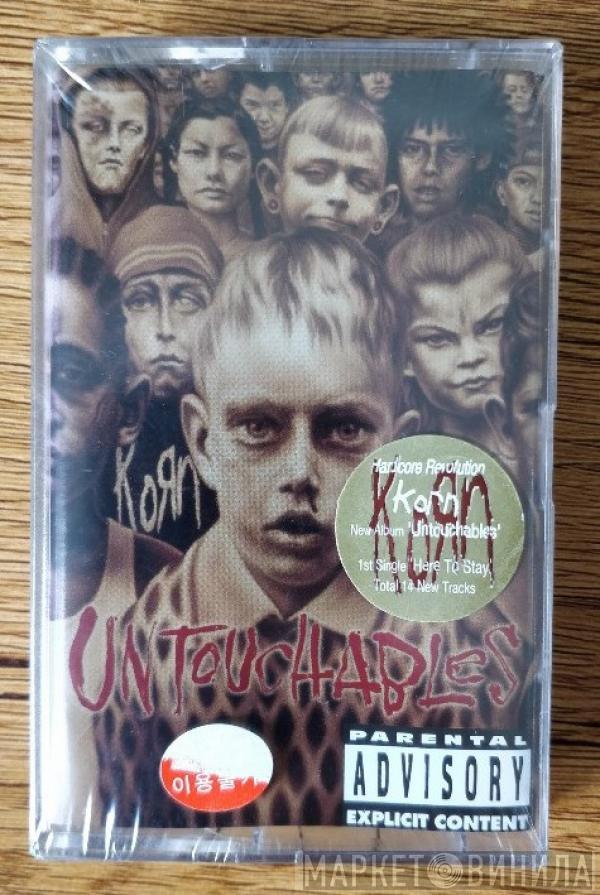 KoЯn
Hardcore Revolution
KoЯn
Korn
New Album 'Untouchables'
1st Single 'Here To Stay'
Total 14 New Tracks
UNTOUCHABLES
이용불가
PARENTAL
ADVISORY
EXPLICIT CONTENT
МАРКЕТ ВИНИЛА